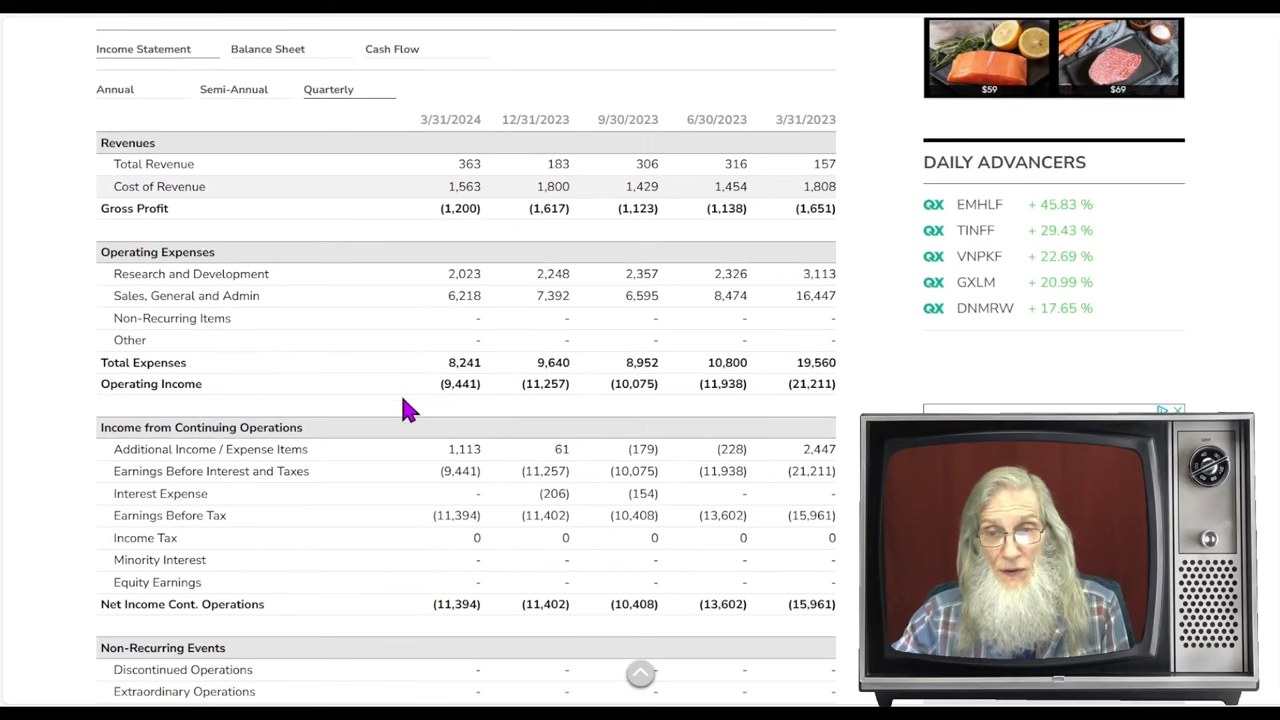 Income Statement Balance Sheet Cash Flow
Annual Semi-Annual Quarterly
3/31/2024 12/31/2023 9/30/2023 6/30/2023 3/31/2023
Revenues
Total Revenue 363 183 306 316 157
Cost of Revenue 1,563 1,800 1,429 1,454 1,808
Gross Profit (1,200) (1,617) (1,123) (1,138) (1,651)
Operating Expenses
Research and Development 2,023 2,248 2,357 2,326 3,113
Sales, General and Admin 6,218 7,392 6,595 8,474 16,447
Non-Recurring Items - - - - -
Other - - - - -
Total Expenses 8,241 9,640 8,952 10,800 19,560
Operating Income (9,441) (11,257) (10,075) (11,938) (21,211)
Income from Continuing Operations
Additional Income / Expense Items 1,113 61 (179) (228) 2,447
Earnings Before Interest and Taxes (9,441) (11,257) (10,075) (11,938) (21,211)
Interest Expense - (206) (154) - -
Earnings Before Tax (11,394) (11,402) (10,408) (13,602) (15,961)
Income Tax 0 0 0 0 0
Minority Interest - - - - -
Equity Earnings - - - - -
Net Income Cont. Operations (11,394) (11,402) (10,408) (13,602) (15,961)
Non-Recurring Events
Discontinued Operations - - - - -
Extraordinary Operations - - - - -
$59 $69
DAILY ADVANCERS
QX EMHLF + 45.83 %
QX TINFF + 29.43 %
QX VNPKF + 22.69 %
QX GXLM + 20.99 %
QX DNMRW + 17.65 %